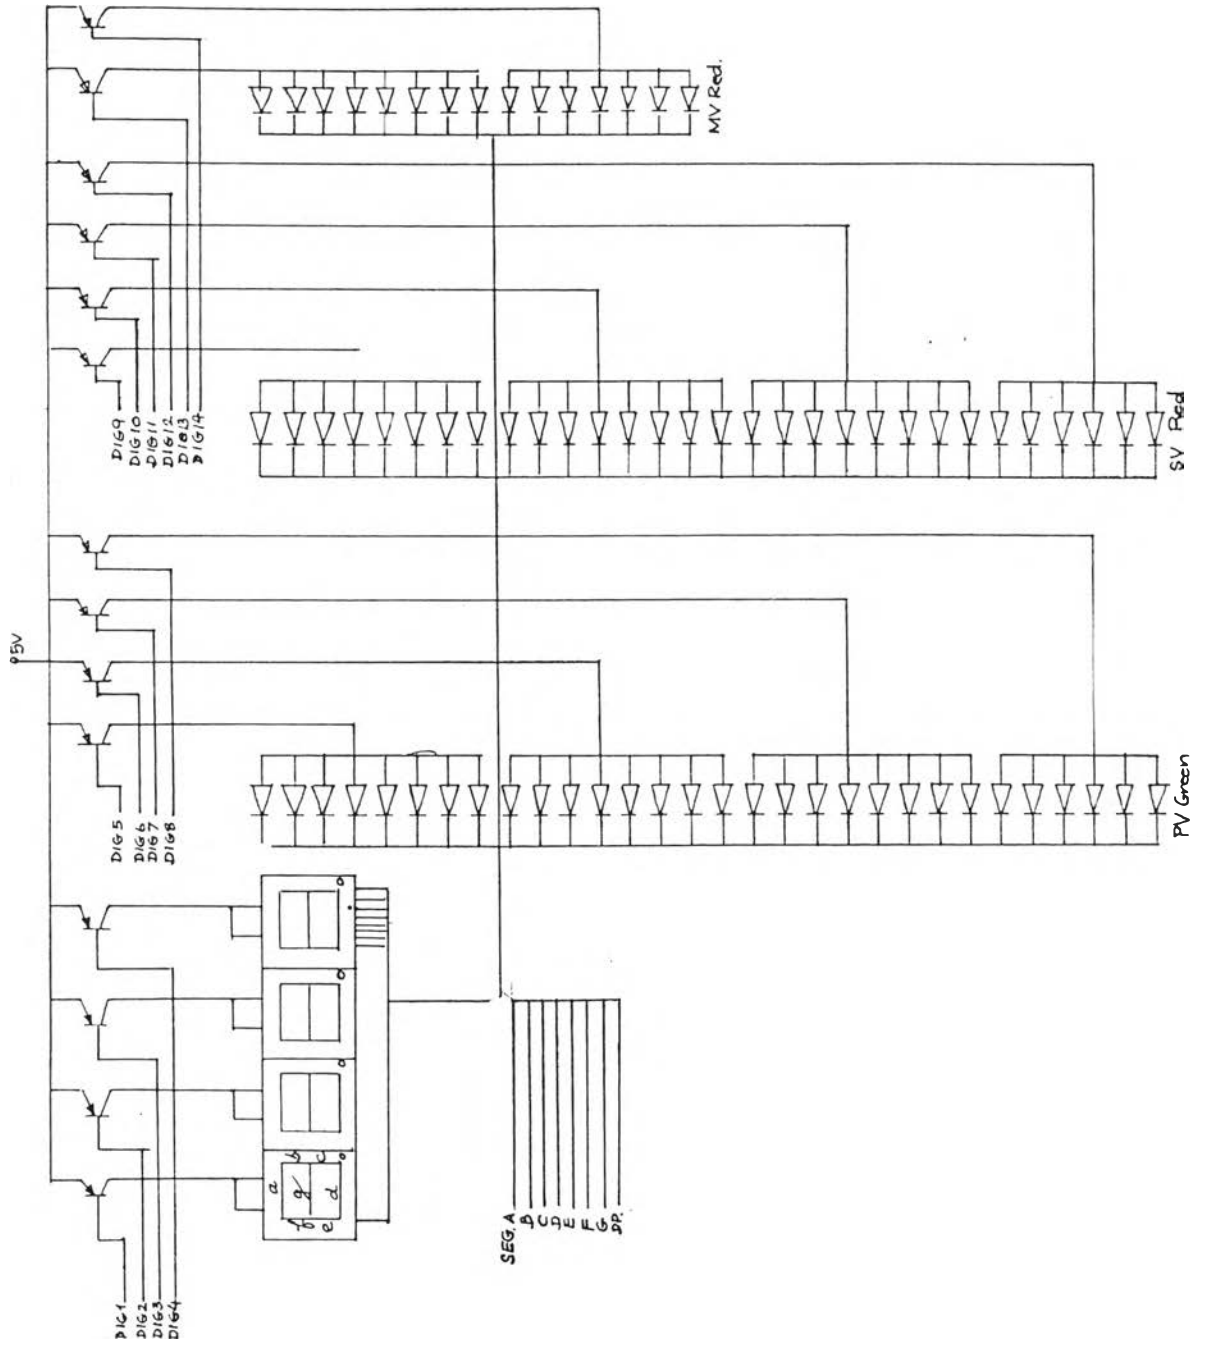 DIG1
DIG2
DIG3
DIG4
DIG5
DIG6
DIG7
DIG8
DIG9
DIG10
DIG11
DIG12
DIG13
DIG14
5V
a
b
c
d
e
f
g
SEG. A
B
C
D
E
F
G
DP.
PV Green
SV Red
MV Red.